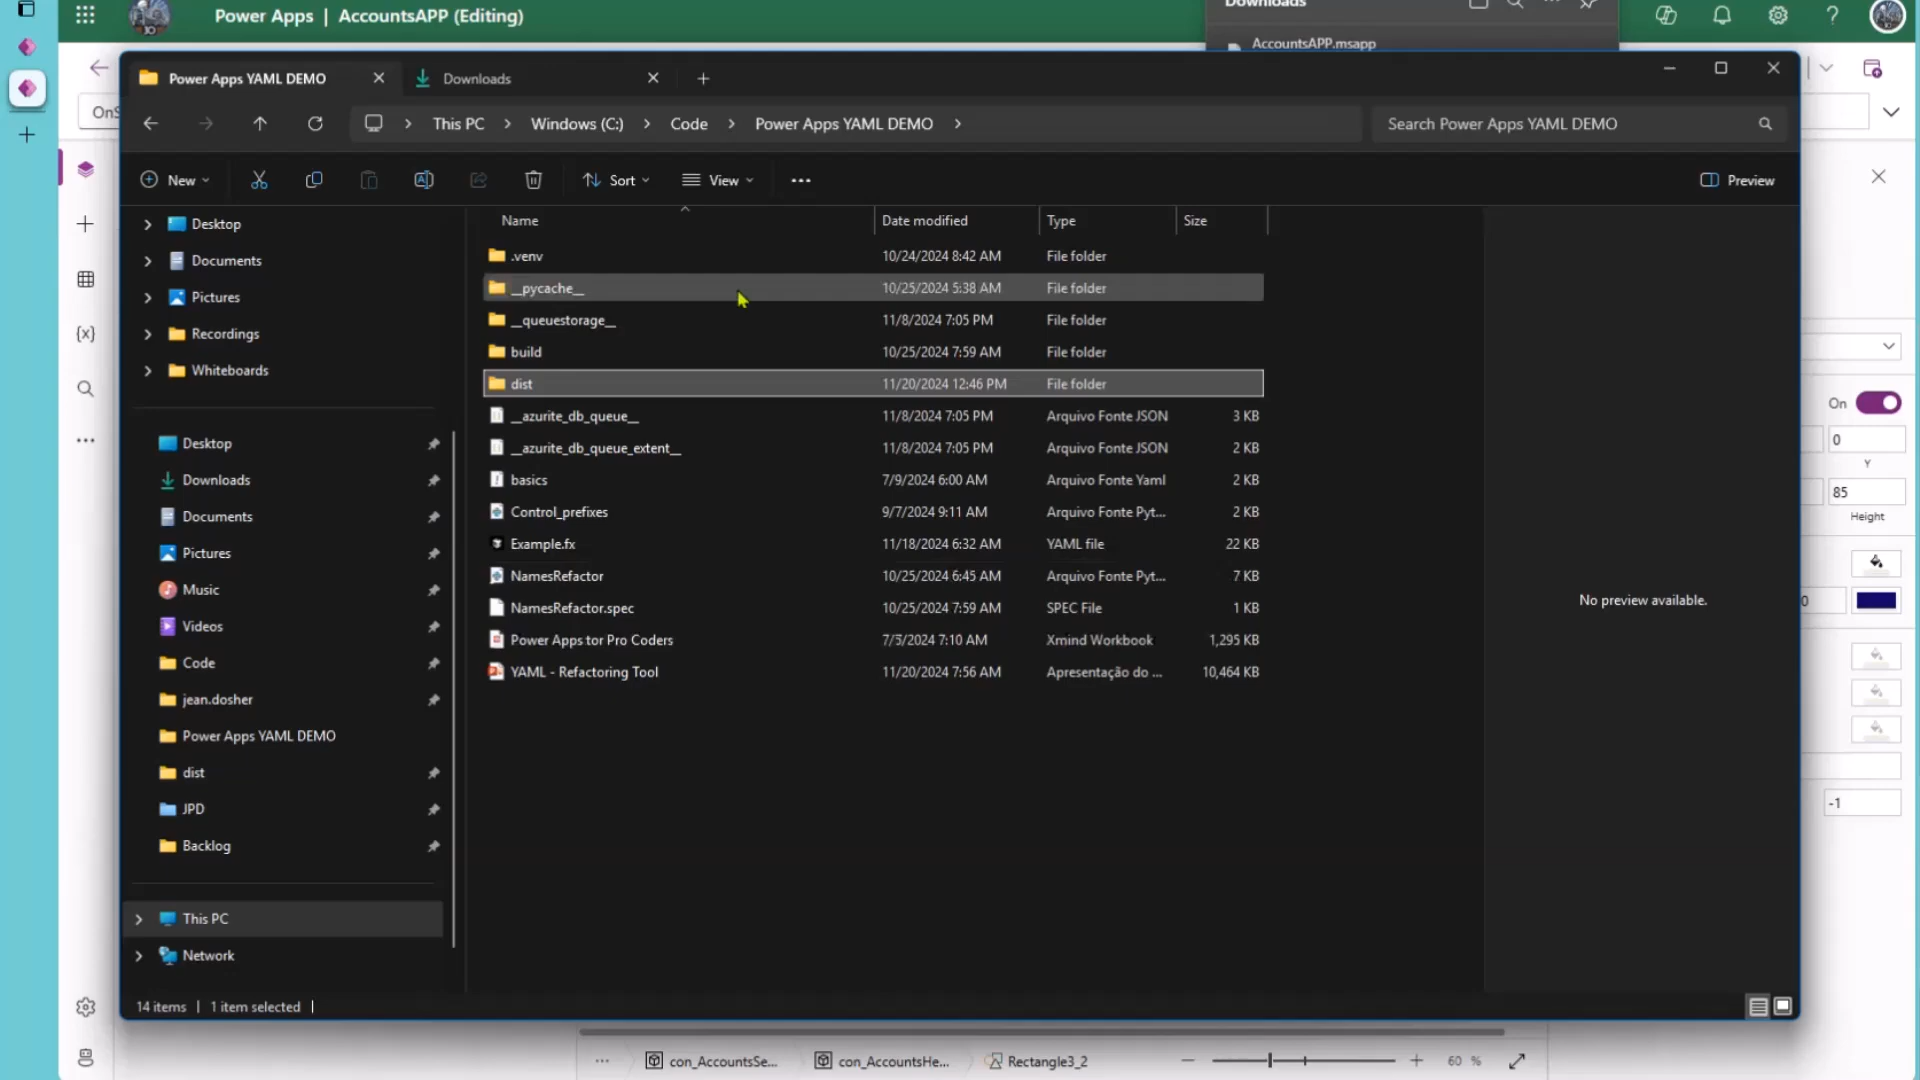 Power Apps | AccountsAPP (Editing)
Downloads
AccountsAPP.msapp
Power Apps YAML DEMO
Downloads
This PC > Windows (C:) > Code > Power Apps YAML DEMO >
Search Power Apps YAML DEMO
New
Sort
View
Preview
Desktop
Documents
Pictures
Recordings
Whiteboards
Desktop
Downloads
Documents
Pictures
Music
Videos
Code
jean.dosher
Power Apps YAML DEMO
dist
JPD
Backlog
This PC
Network
Name Date modified Type Size
.venv 10/24/2024 8:42 AM File folder
__pycache__ 10/25/2024 5:38 AM File folder
__queuestorage__ 11/8/2024 7:05 PM File folder
build 10/25/2024 7:59 AM File folder
dist 11/20/2024 12:46 PM File folder
__azurite_db_queue__ 11/8/2024 7:05 PM Arquivo Fonte JSON 3 KB
__azurite_db_queue_extent__ 11/8/2024 7:05 PM Arquivo Fonte JSON 2 KB
basics 7/9/2024 6:00 AM Arquivo Fonte Yaml 2 KB
Control_prefixes 9/7/2024 9:11 AM Arquivo Fonte Pyt... 2 KB
Example.fx 11/18/2024 6:32 AM YAML file 22 KB
NamesRefactor 10/25/2024 6:45 AM Arquivo Fonte Pyt... 7 KB
NamesRefactor.spec 10/25/2024 7:59 AM SPEC File 1 KB
Power Apps for Pro Coders 7/5/2024 7:10 AM Xmind Workbook 1,295 KB
YAML - Refactoring Tool 11/20/2024 7:56 AM Apresentação do ... 10,464 KB
No preview available.
14 items | 1 item selected |
OnS
On
0
Y
85
Height
0
-1
... con_AccountsSe... con_AccountsHe... Rectangle3_2
60 %